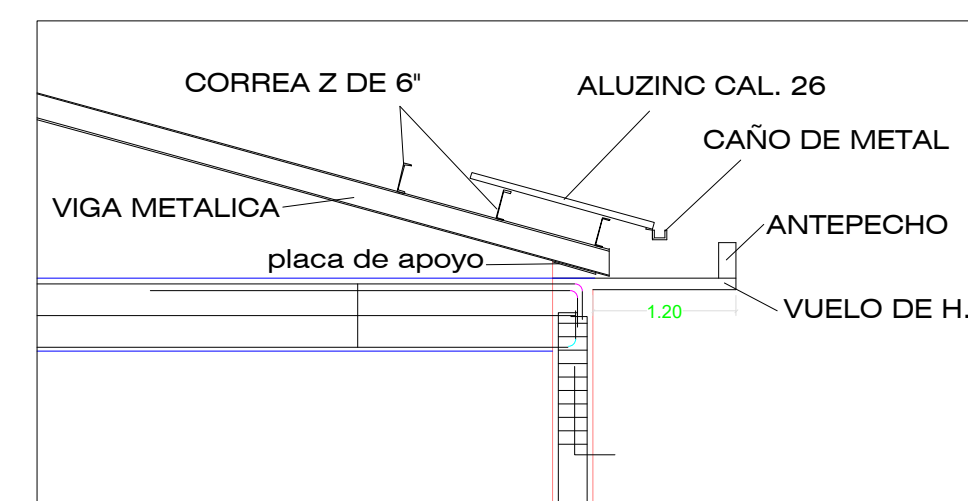 CORREA Z DE 6"
ALUZINC CAL. 26
CAÑO DE METAL
VIGA METALICA
ANTEPECHO
placa de apoyo
1.20
VUELO DE H.